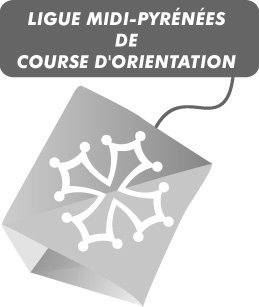 LIGUE MIDI-PYRÉNÉES
DE
COURSE D'ORIENTATION